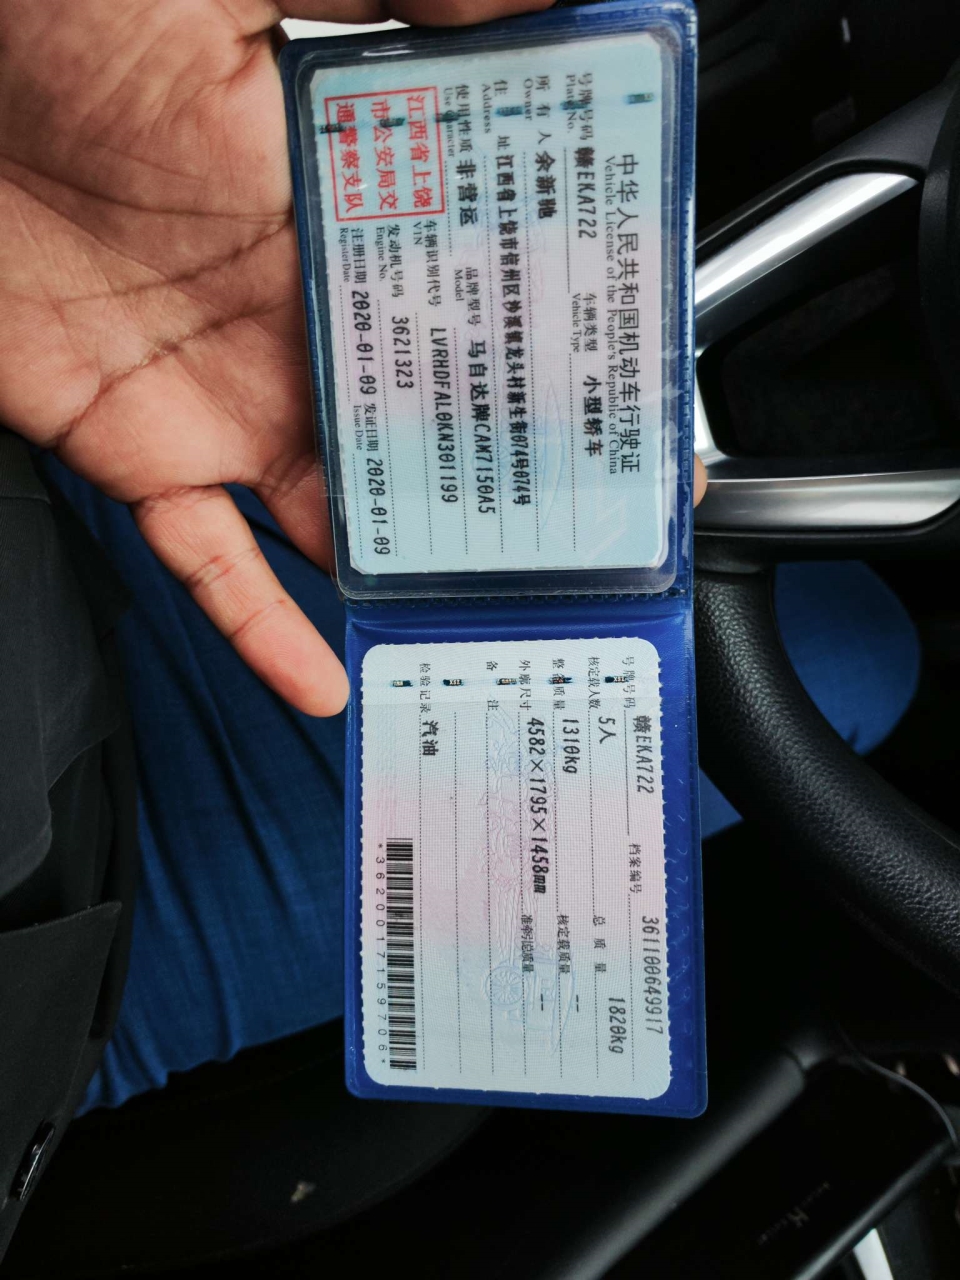 中华人民共和国机动车行驶证
Vehicle License of the People's Republic of China
号牌号码 赣EKA722 车辆类型 小型轿车
Plate No. Vehicle Type
所有人 余新驰
Owner
住址 江西省上饶市信州区沙溪镇龙头村新生街074号074号
Address
使用性质 非营运 品牌型号 马自达牌CAM7150A5
Use Character Model
江西省上饶
市公安局交
通警察支队
车辆识别代号 LVRHDFAL0KN301199
VIN
发动机号码 3621323
Engine No.
注册日期 2020-01-09 发证日期 2020-01-09
Register Date Issue Date
号牌号码 赣EKA722 档案编号 361100649917
核定载人数 5人 总质量 1820kg
整备质量 1310kg 核定载质量 --
外廓尺寸 4582×1795×1458mm 准牵引总质量 --
备注
检验记录 汽油
*3620017159706*